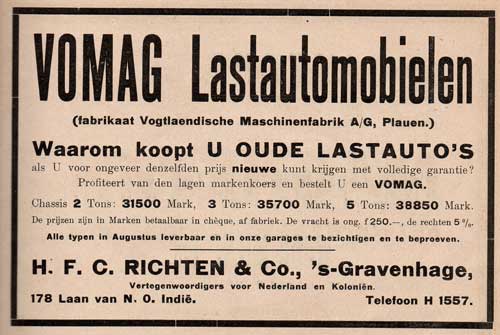 VOMAG Lastautomobielen
(fabrikaat Vogtlaendische Maschinenfabrik A/G, Plauen.)
Waarom koopt U OUDE LASTAUTO'S
als U voor ongeveer denzelfden prijs nieuwe kunt krijgen met volledige garantie?
Profiteert van den lagen markenkoers en bestelt U een VOMAG.
Chassis 2 Tons: 31500 Mark, 3 Tons: 35700 Mark, 5 Tons: 38850 Mark.
De prijzen zijn in Marken betaalbaar in chèque, af fabriek. De vracht is ong. f 250.—, de rechten 5 %.
Alle typen in Augustus leverbaar en in onze garages te bezichtigen en te beproeven.
H. F. C. RICHTEN & Co., 's-Gravenhage,
Vertegenwoordigers voor Nederland en Koloniën.
178 Laan van N. O. Indië. Telefoon H 1557.